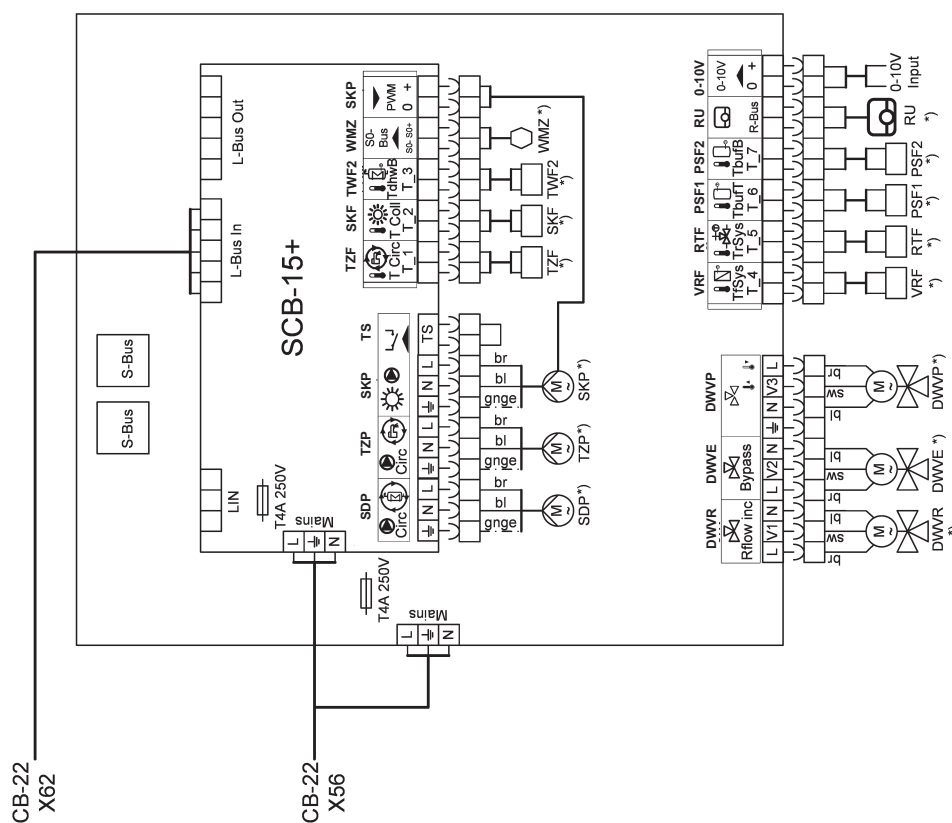 CB-22
X62
CB-22
X56
S-Bus
S-Bus
LIN
L-Bus In
L-Bus Out
SCB-15+
T4A 250V
Mains
L
N
T4A 250V
Mains
L
N
SDP
TZP
SKP
TS
Circ
Circ
N
L
N
L
N
L
TS
gnge
bl
br
gnge
bl
br
gnge
bl
br
M
~
M
~
M
~
SDP*)
TZP*)
SKP*)
TZF
SKF
TWF2
WMZ
SKP
T_Circ
T_1
T_Coll
T_2
TdhwB
T_3
S0-
Bus
S0- S0+
PWM
0 +
TZF
*)
SKF
*)
TWF2
*)
WMZ*)
DWVR
DWVE
DWVP
Rflow inc
Bypass
L
V1
N
L
V2
N
N
V3
L
br
sw
bl
br
sw
bl
bl
sw
br
M
~
M
~
M
~
DWVR
*)
DWVE*)
DWVP*)
VRF
RTF
PSF1
PSF2
RU
0-10V
TfSys
T_4
TrSys
T_5
TbufT
T_6
TbufB
T_7
R-Bus
0-10V
0 +
VRF
*)
RTF
*)
PSF1
*)
PSF2
*)
RU
*)
0-10V
Input